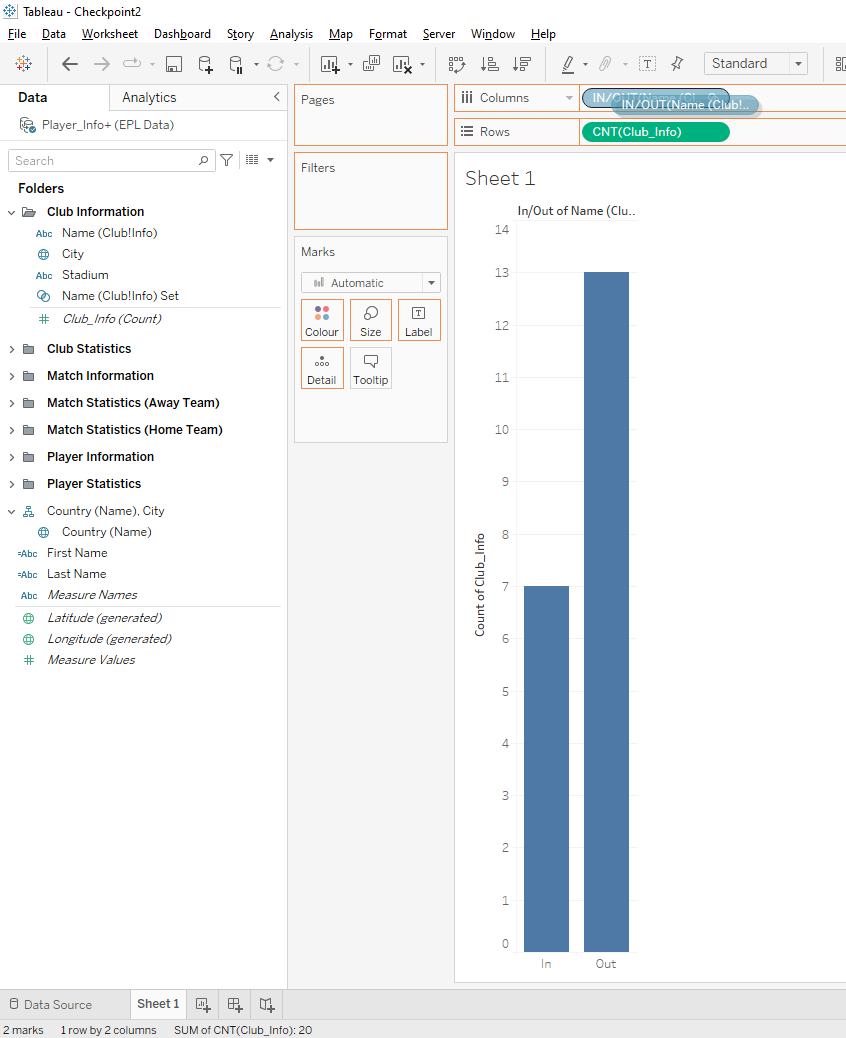 Tableau - Checkpoint2
File Data Worksheet Dashboard Story Analysis Map Format Server Window Help
Standard
Data Analytics
Player_Info+ (EPL Data)
Search
Folders
Club Information
Abc Name (Club!Info)
City
Abc Stadium
Name (Club!Info) Set
Club_Info (Count)
Club Statistics
Match Information
Match Statistics (Away Team)
Match Statistics (Home Team)
Player Information
Player Statistics
Country (Name), City
Country (Name)
=Abc First Name
=Abc Last Name
Abc Measure Names
Latitude (generated)
Longitude (generated)
Measure Values
Pages
Filters
Marks
Automatic
Colour Size Label
Detail Tooltip
Columns
IN/OUT(Name (Club!..
Rows CNT(Club_Info)
Sheet 1
In/Out of Name (Clu..
14
13
12
11
10
9
8
7
6
5
4
3
2
1
0
Count of Club_Info
In Out
Data Source Sheet 1
2 marks 1 row by 2 columns SUM of CNT(Club_Info): 20